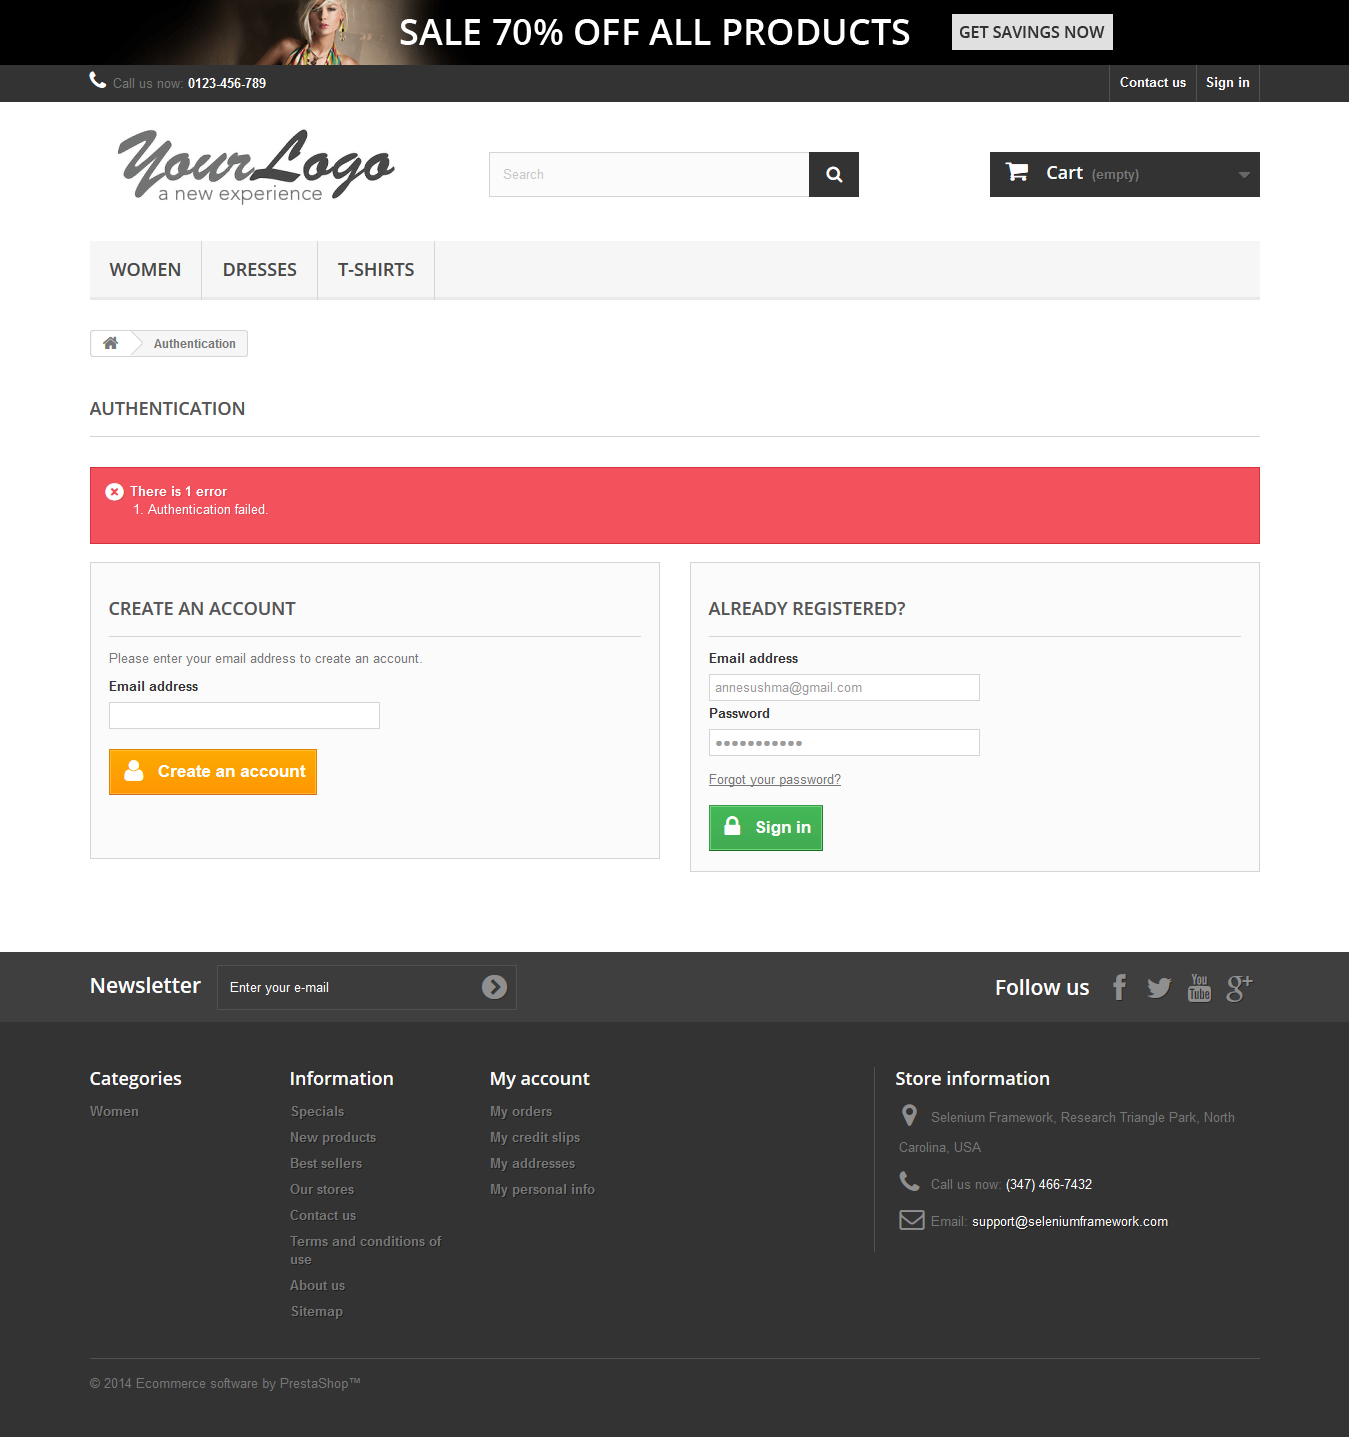 SALE 70% OFF ALL PRODUCTS
GET SAVINGS NOW
Call us now: 0123-456-789
Contact us
Sign in
YourLogo
a new experience
Search
Cart (empty)
WOMEN
DRESSES
T-SHIRTS
Authentication
AUTHENTICATION
There is 1 error
1. Authentication failed.
CREATE AN ACCOUNT
Please enter your email address to create an account.
Email address
Create an account
ALREADY REGISTERED?
Email address
annesushma@gmail.com
Password
Forgot your password?
Sign in
Newsletter
Enter your e-mail
Follow us
You
Tube
Categories
Women
Information
Specials
New products
Best sellers
Our stores
Contact us
Terms and conditions of
use
About us
Sitemap
My account
My orders
My credit slips
My addresses
My personal info
Store information
Selenium Framework, Research Triangle Park, North
Carolina, USA
Call us now: (347) 466-7432
Email: support@seleniumframework.com
© 2014 Ecommerce software by PrestaShop™